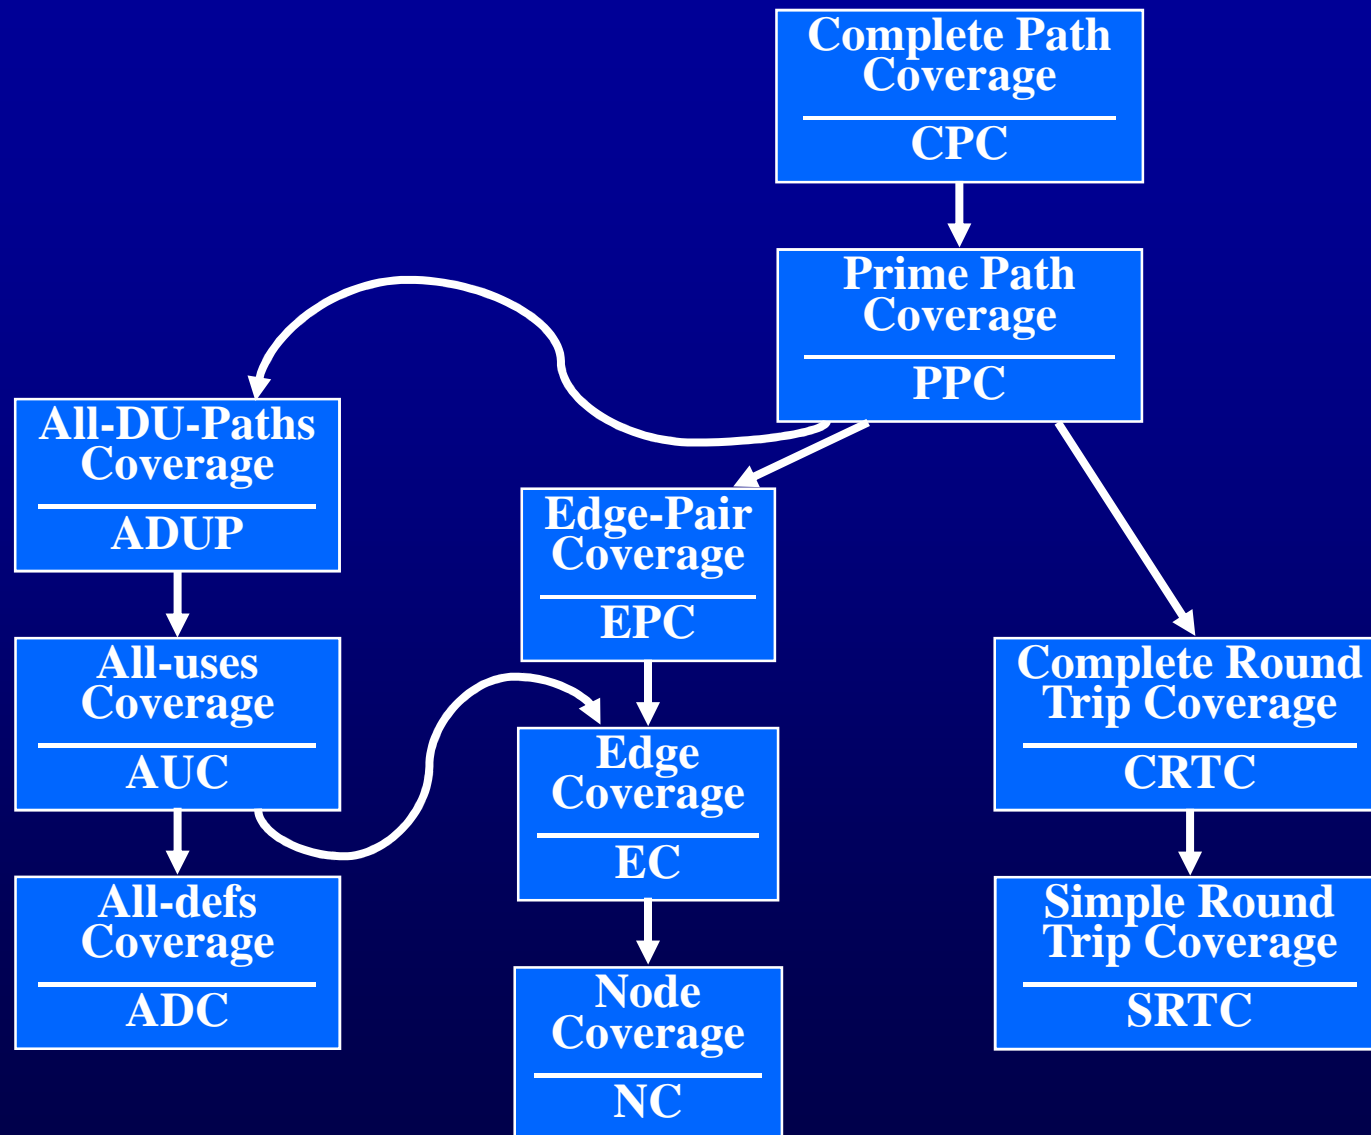 Complete Path
Coverage
CPC
Prime Path
Coverage
PPC
All-DU-Paths
Coverage
ADUP
Edge-Pair
Coverage
EPC
All-uses
Coverage
AUC
Complete Round
Trip Coverage
CRTC
Edge
Coverage
EC
All-defs
Coverage
ADC
Simple Round
Trip Coverage
SRTC
Node
Coverage
NC